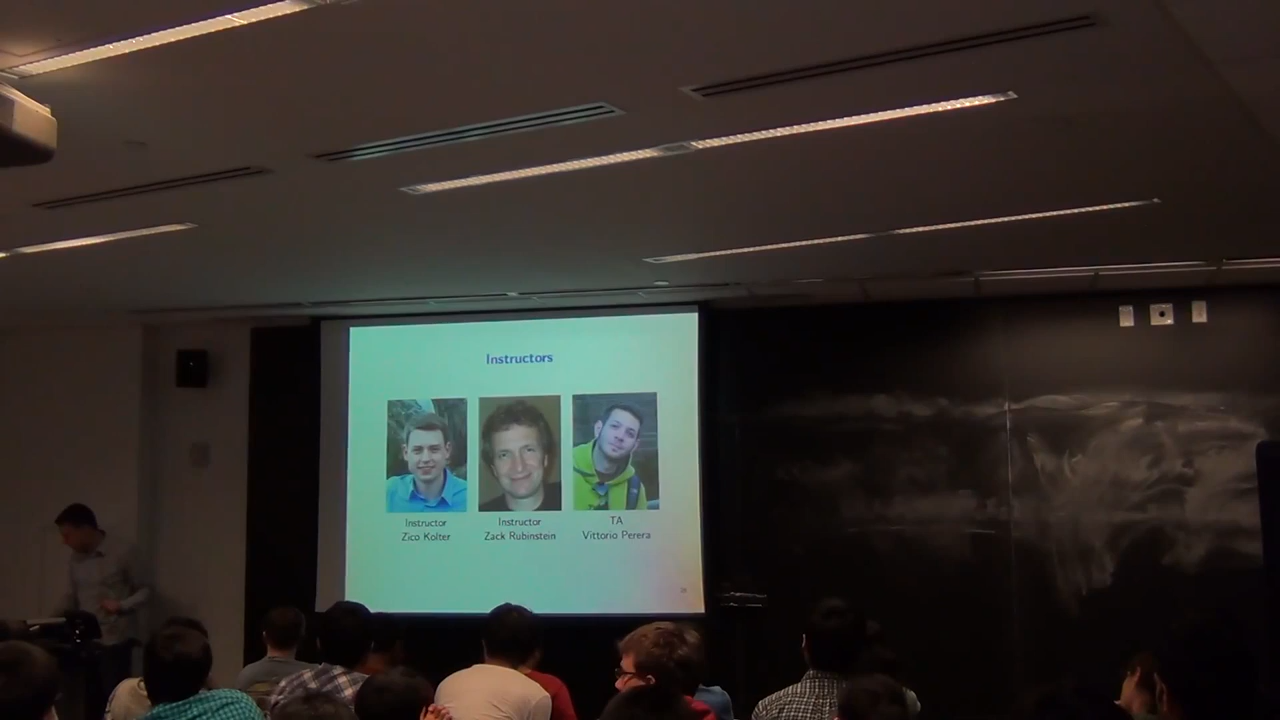 Instructors
Instructor
Zico Kolter
Instructor
Zack Rubinstein
TA
Vittorio Perera